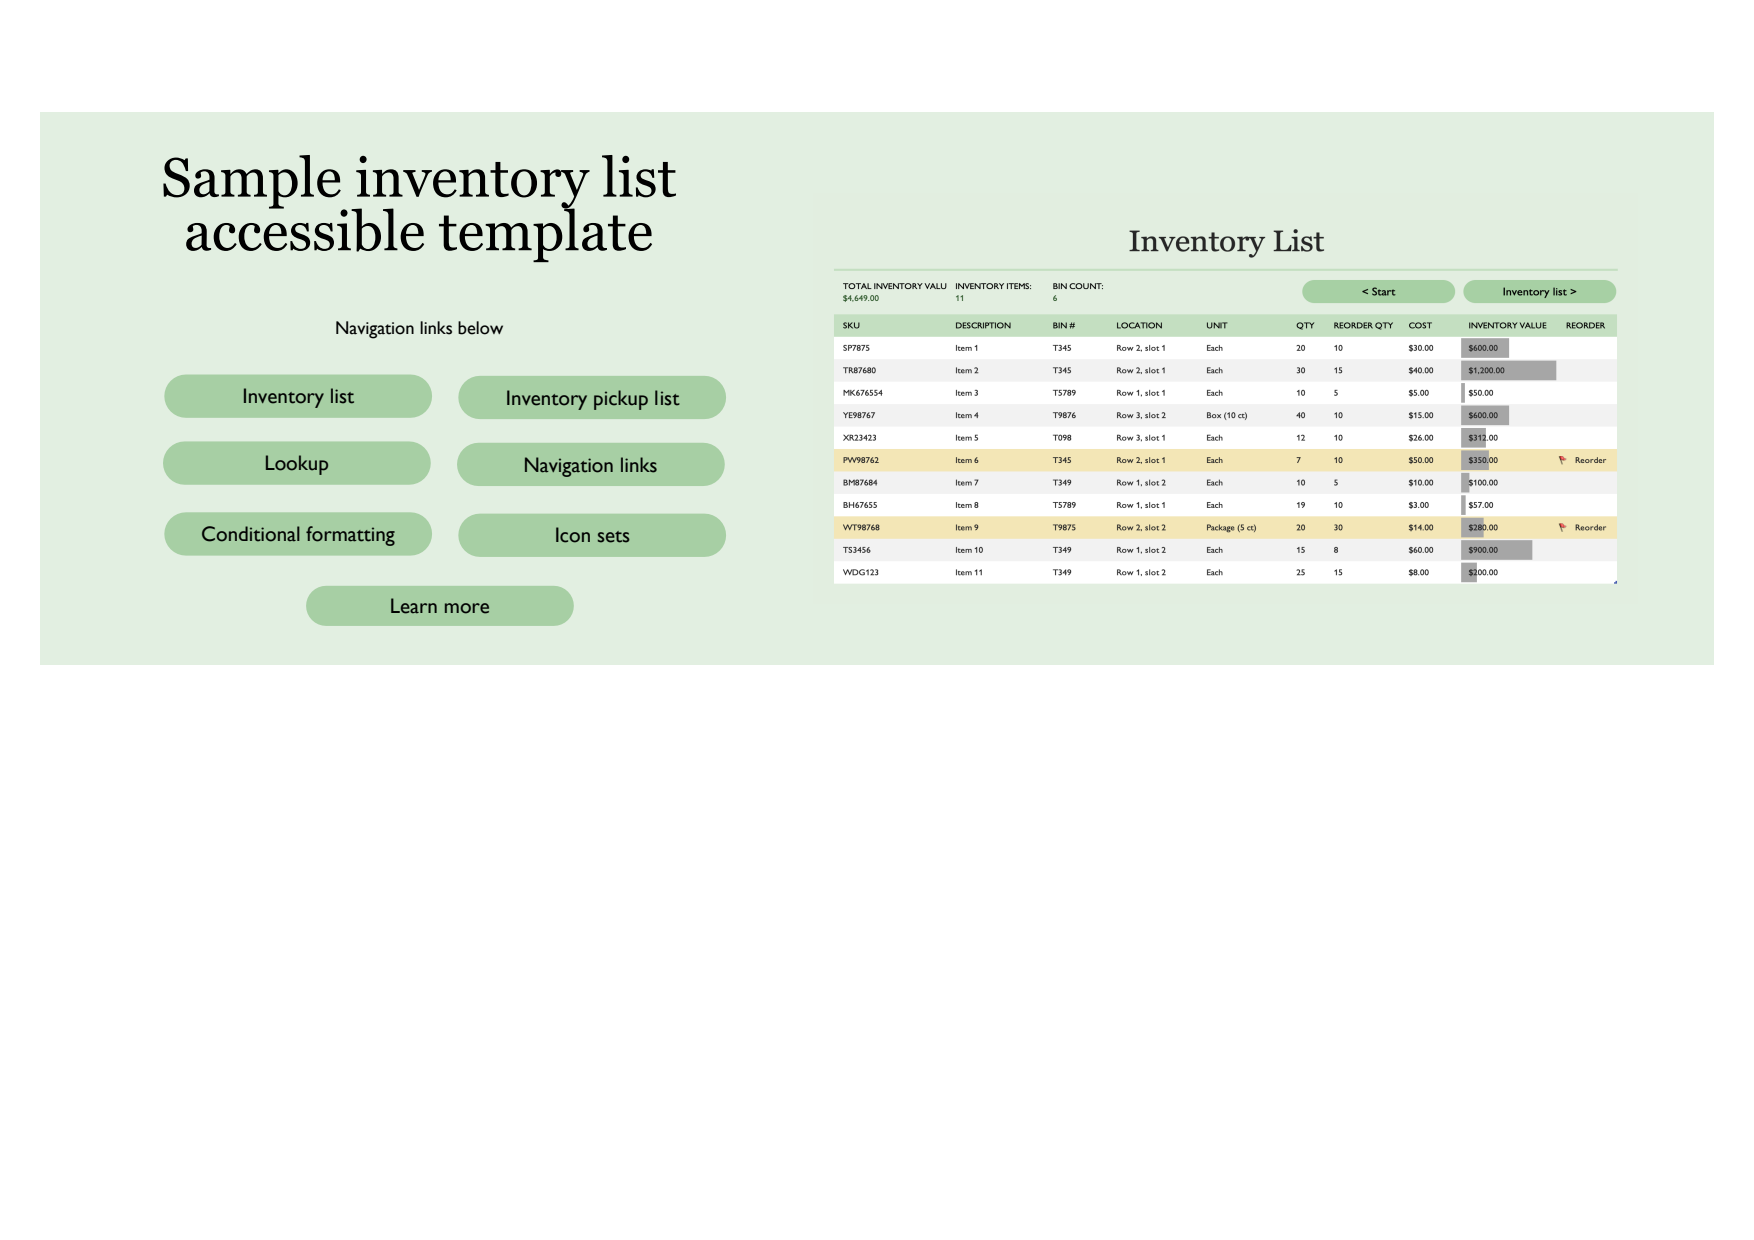 Sample inventory list
accessible template
Navigation links below
Inventory list
Inventory pickup list
Lookup
Navigation links
Conditional formatting
Icon sets
Learn more
Inventory List
TOTAL INVENTORY VALU INVENTORY ITEMS: BIN COUNT:
$4,649.00 11 6
< Start
Inventory list >
SKU DESCRIPTION BIN # LOCATION UNIT QTY REORDER QTY COST INVENTORY VALUE REORDER
SP7875 Item 1 T345 Row 2, slot 1 Each 20 10 $30.00 $600.00
TR87680 Item 2 T345 Row 2, slot 1 Each 30 15 $40.00 $1,200.00
MK676554 Item 3 T5789 Row 1, slot 1 Each 10 5 $5.00 $50.00
YE98767 Item 4 T9876 Row 3, slot 2 Box (10 ct) 40 10 $15.00 $600.00
XR23423 Item 5 T098 Row 3, slot 1 Each 12 10 $26.00 $312.00
PW98762 Item 6 T345 Row 2, slot 1 Each 7 10 $50.00 $350.00 Reorder
BM87684 Item 7 T349 Row 1, slot 2 Each 10 5 $10.00 $100.00
BH67655 Item 8 T5789 Row 1, slot 1 Each 19 10 $3.00 $57.00
WT98768 Item 9 T9875 Row 2, slot 2 Package (5 ct) 20 30 $14.00 $280.00 Reorder
TS3456 Item 10 T349 Row 1, slot 2 Each 15 8 $60.00 $900.00
WDG123 Item 11 T349 Row 1, slot 2 Each 25 15 $8.00 $200.00